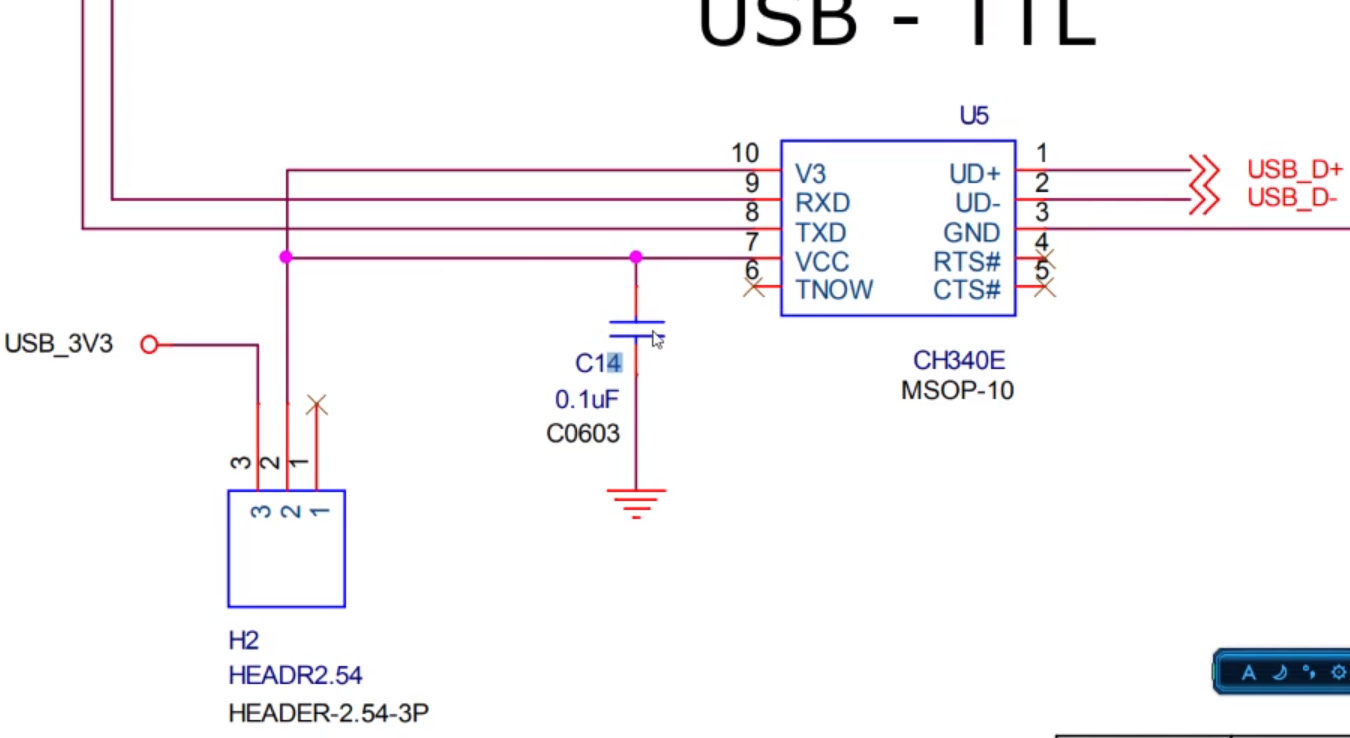 USB - TTL
U5
10
V3
UD+
1
USB_D+
9
RXD
UD-
2
USB_D-
8
TXD
GND
3
7
VCC
RTS#
4
6
TNOW
CTS#
5
USB_3V3
C14
0.1uF
C0603
CH340E
MSOP-10
3 2 1
3 2 1
H2
HEADR2.54
HEADER-2.54-3P
A